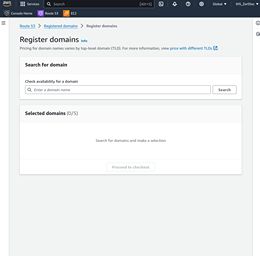 aws
Services
Search
[Alt+S]
Global
Console Home
Route 53
EC2
Route 53 > Registered domains > Register domains
Register domains Info
Pricing for domain names varies by top-level domain (TLD). For more information, view price with different TLDs
Search for domain
Check availability for a domain
Enter a domain name
Search
Selected domains (0/5)
Search for domains and make a selection.
Proceed to checkout